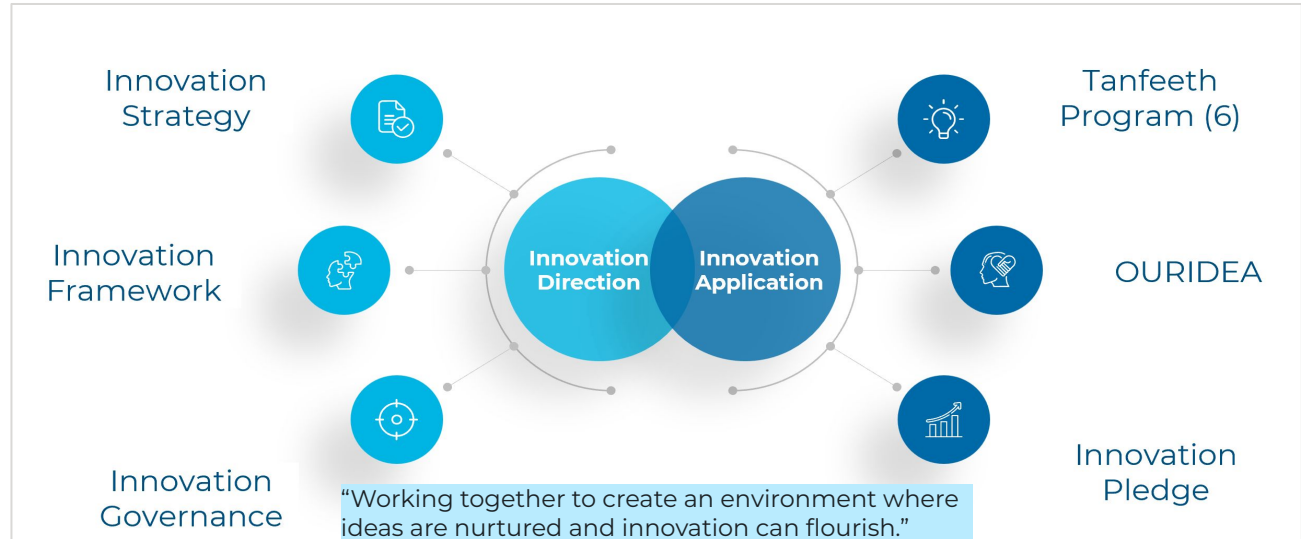 Innovation
Strategy
Innovation
Framework
Innovation
Governance
Innovation
Direction
Innovation
Application
Tanfeeth
Program (6)
OURIDEA
Innovation
Pledge
“Working together to create an environment where
ideas are nurtured and innovation can flourish.”